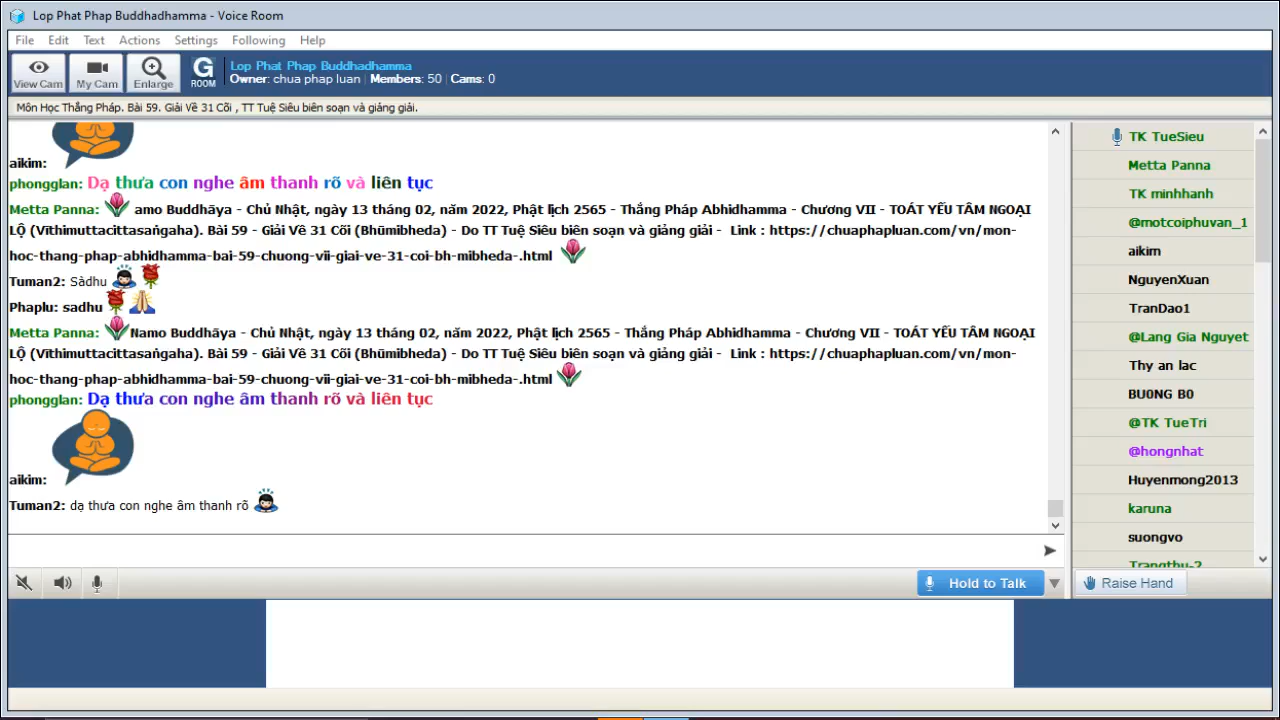 Lop Phat Phap Buddhadhamma - Voice Room
File Edit Text Actions Settings Following Help
View Cam My Cam Enlarge G ROOM
Lop Phat Phap Buddhadhamma
Owner: chua phap luan | Members: 50 | Cams: 0
Môn Học Thắng Pháp. Bài 59. Giải Về 31 Cõi , TT Tuệ Siêu biên soạn và giảng giải.
aikim:
phongglan: Dạ thưa con nghe âm thanh rõ và liên tục
Metta Panna: amo Buddhāya - Chủ Nhật, ngày 13 tháng 02, năm 2022, Phật lịch 2565 - Thắng Pháp Abhidhamma - Chương VII - TOÁT YẾU TÂM NGOẠI
LỘ (Vīthimuttacittasaṅgaha). Bài 59 - Giải Về 31 Cõi (Bhūmibheda) - Do TT Tuệ Siêu biên soạn và giảng giải - Link : https://chuaphapluan.com/vn/mon-
hoc-thang-phap-abhidhamma-bai-59-chuong-vii-giai-ve-31-coi-bh-mibheda-.html
Tuman2: Sàdhu
Phaplu: sadhu
Metta Panna: Namo Buddhāya - Chủ Nhật, ngày 13 tháng 02, năm 2022, Phật lịch 2565 - Thắng Pháp Abhidhamma - Chương VII - TOÁT YẾU TÂM NGOẠI
LỘ (Vīthimuttacittasaṅgaha). Bài 59 - Giải Về 31 Cõi (Bhūmibheda) - Do TT Tuệ Siêu biên soạn và giảng giải - Link : https://chuaphapluan.com/vn/mon-
hoc-thang-phap-abhidhamma-bai-59-chuong-vii-giai-ve-31-coi-bh-mibheda-.html
phongglan: Dạ thưa con nghe âm thanh rõ và liên tục
aikim:
Tuman2: dạ thưa con nghe âm thanh rõ
Hold to Talk
TK TueSieu
Metta Panna
TK minhhanh
@motcoiphuvan_1
aikim
NguyenXuan
TranDao1
@Lang Gia Nguyet
Thy an lac
BU0NG B0
@TK TueTri
@hongnhat
Huyenmong2013
karuna
suongvo
Trangthu-2
Raise Hand